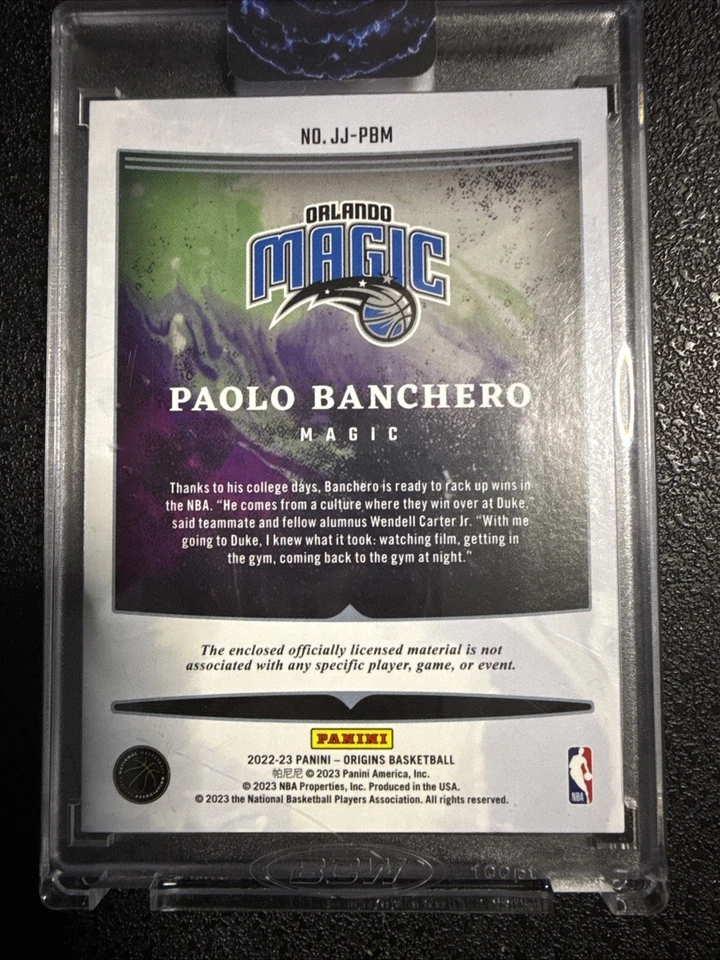 NO. JJ-PBM
ORLANDO
MAGIC
PAOLO BANCHERO
MAGIC
Thanks to his college days, Banchero is ready to rack up wins in
the NBA. “He comes from a culture where they win over at Duke,”
said teammate and fellow alumnus Wendell Carter Jr. “With me
going to Duke, I knew what it took: watching film, getting in
the gym, coming back to the gym at night.”
The enclosed officially licensed material is not
associated with any specific player, game, or event.
PANINI
2022-23 PANINI – ORIGINS BASKETBALL
帕尼尼 © 2023 Panini America, Inc.
© 2023 NBA Properties, Inc. Produced in the USA.
© 2023 the National Basketball Players Association. All rights reserved.
NBA
BCW
100pt